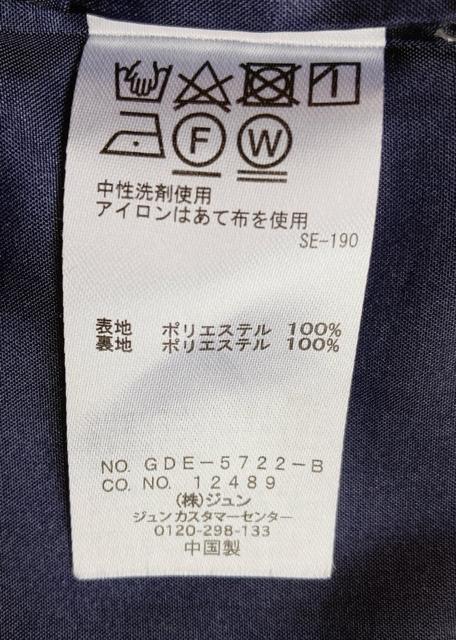 F W
中性洗剤使用
アイロンはあて布を使用
SE-190
表地 ポリエステル 100%
裏地 ポリエステル 100%
NO. GDE-5722-B
CO. NO. 12489
(株)ジュン
ジュンカスタマーセンター
0120-298-133
中国製